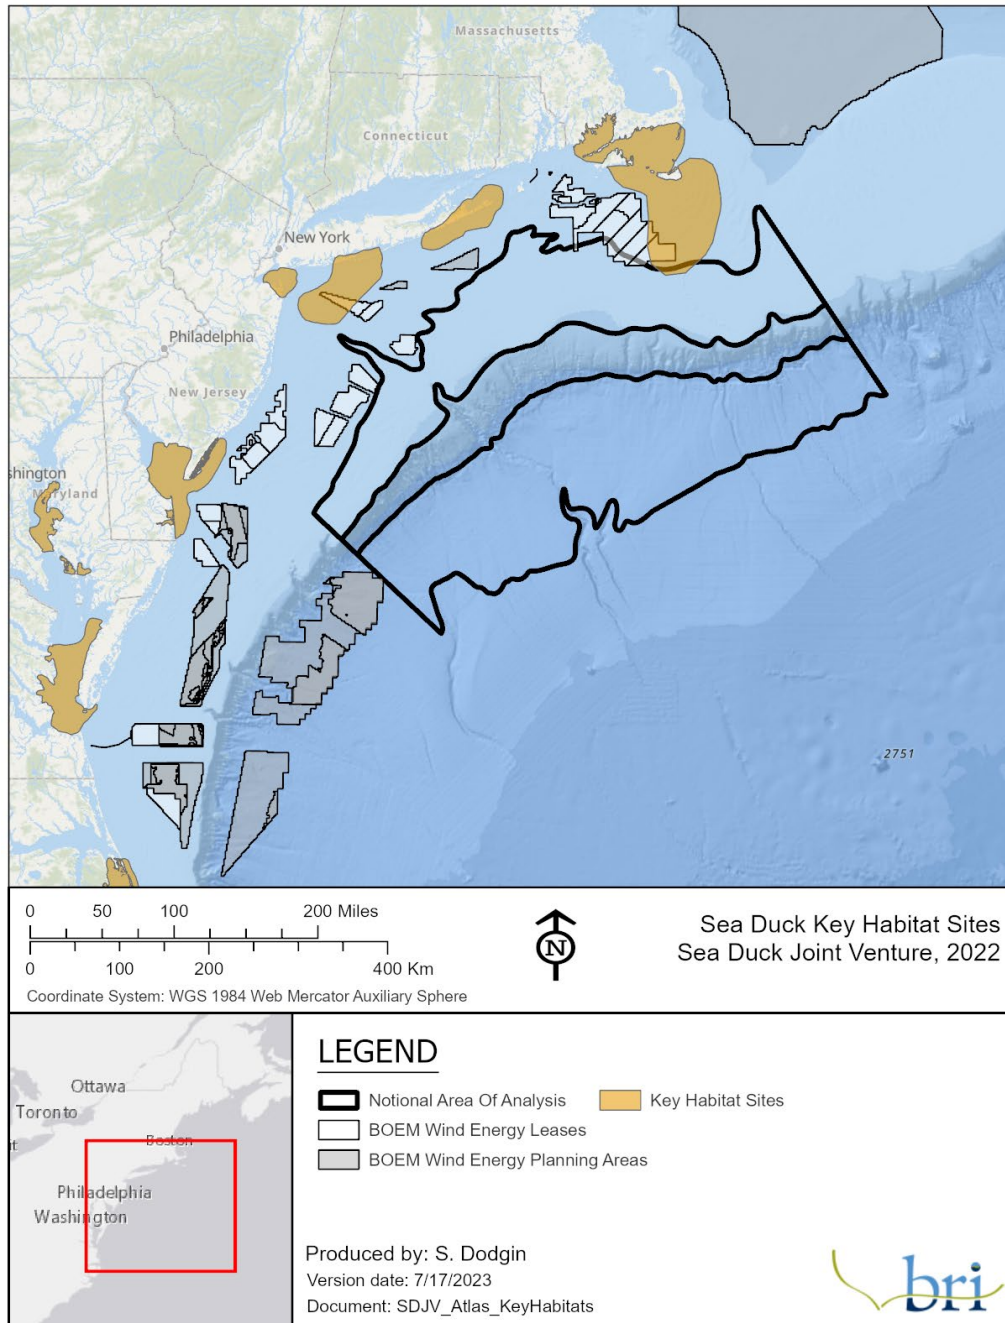 Massachusetts
Connecticut
New York
Philadelphia
New Jersey
shington
Maryland
2751
0 50 100 200 Miles
0 100 200 400 Km
Coordinate System: WGS 1984 Web Mercator Auxiliary Sphere
N
Sea Duck Key Habitat Sites
Sea Duck Joint Venture, 2022
Ottawa
Toronto
it
Boston
Philadelphia
Washington
LEGEND
Notional Area Of Analysis
Key Habitat Sites
BOEM Wind Energy Leases
BOEM Wind Energy Planning Areas
Produced by: S. Dodgin
Version date: 7/17/2023
Document: SDJV_Atlas_KeyHabitats
bri